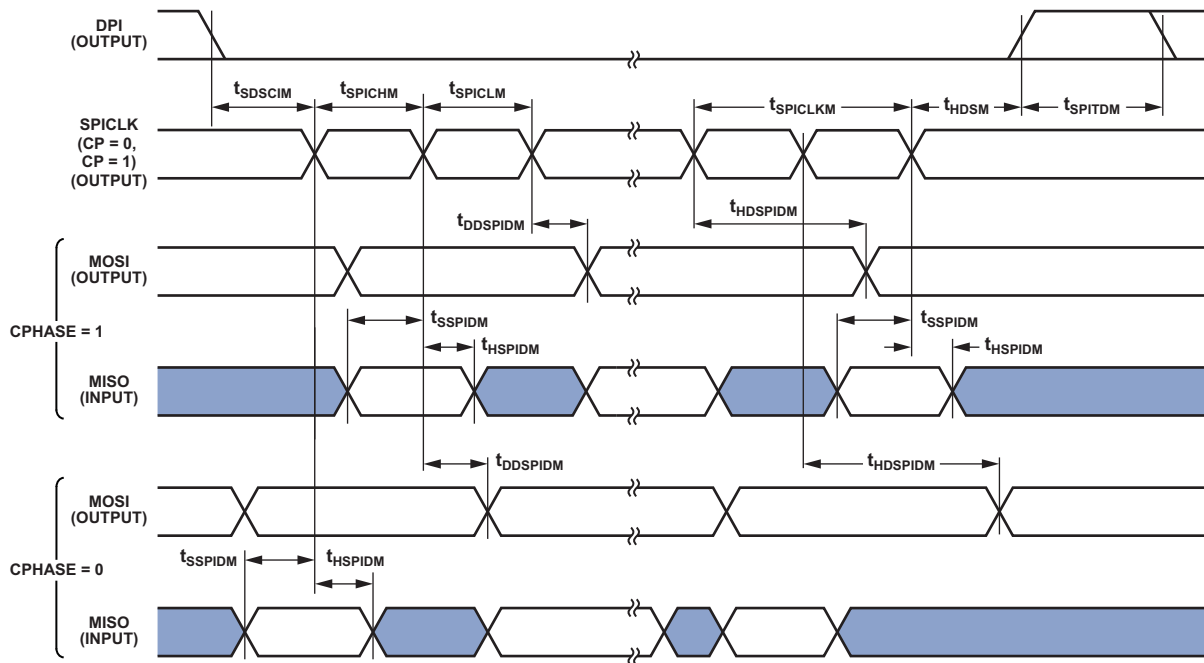 DPI
(OUTPUT)
tSDSCIM
tSPICHM
tSPICLM
tSPICLKM
tHDSM
tSPITDM
SPICLK
(CP = 0,
CP = 1)
(OUTPUT)
tDDSPIDM
tHDSPIDM
MOSI
(OUTPUT)
CPHASE = 1
tSSPIDM
tSSPIDM
tHSPIDM
tHSPIDM
MISO
(INPUT)
tDDSPIDM
tHDSPIDM
MOSI
(OUTPUT)
CPHASE = 0
tSSPIDM
tHSPIDM
MISO
(INPUT)